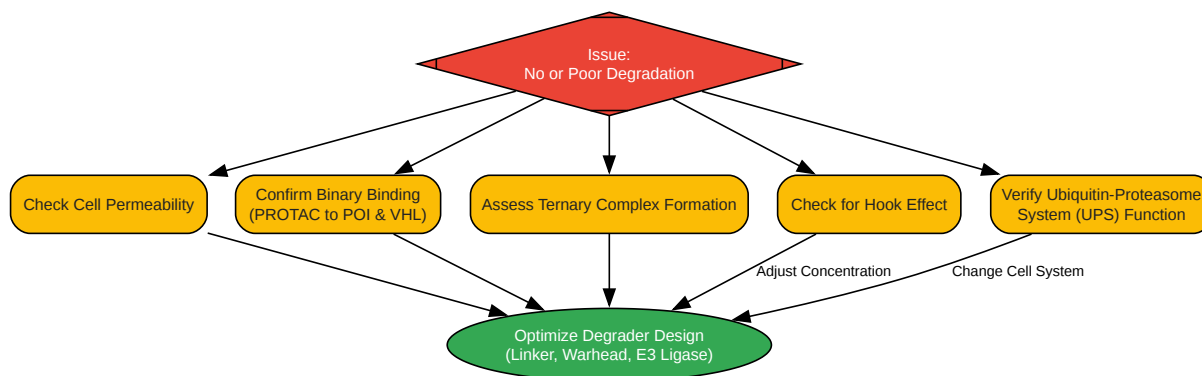 Issue:
No or Poor Degradation
Check Cell Permeability
Confirm Binary Binding
(PROTAC to POI & VHL)
Assess Ternary Complex Formation
Check for Hook Effect
Verify Ubiquitin-Proteasome
System (UPS) Function
Adjust Concentration
Change Cell System
Optimize Degrader Design
(Linker, Warhead, E3 Ligase)